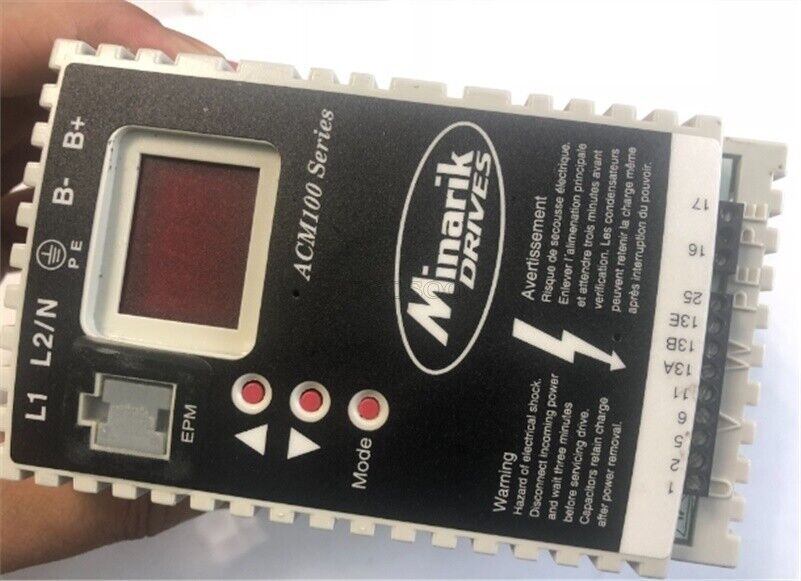 L1 L2/N PE B- B+
EPM
Mode
ACM100 Series
Minarik
DRIVES
Warning
Hazard of electrical shock.
Disconnect incoming power
and wait three minutes
before servicing drive.
Capacitors retain charge
after power removal.
Avertissement
Risque de secousse électrique.
Enlever l'alimenation principale
et attendre trois minutes avant
vérification. Les condensateurs
peuvent retenir la charge même
après interruption du pouvoir.
1 2 5 6 11 13A 13B 13E 25 16 17
V W PE PE